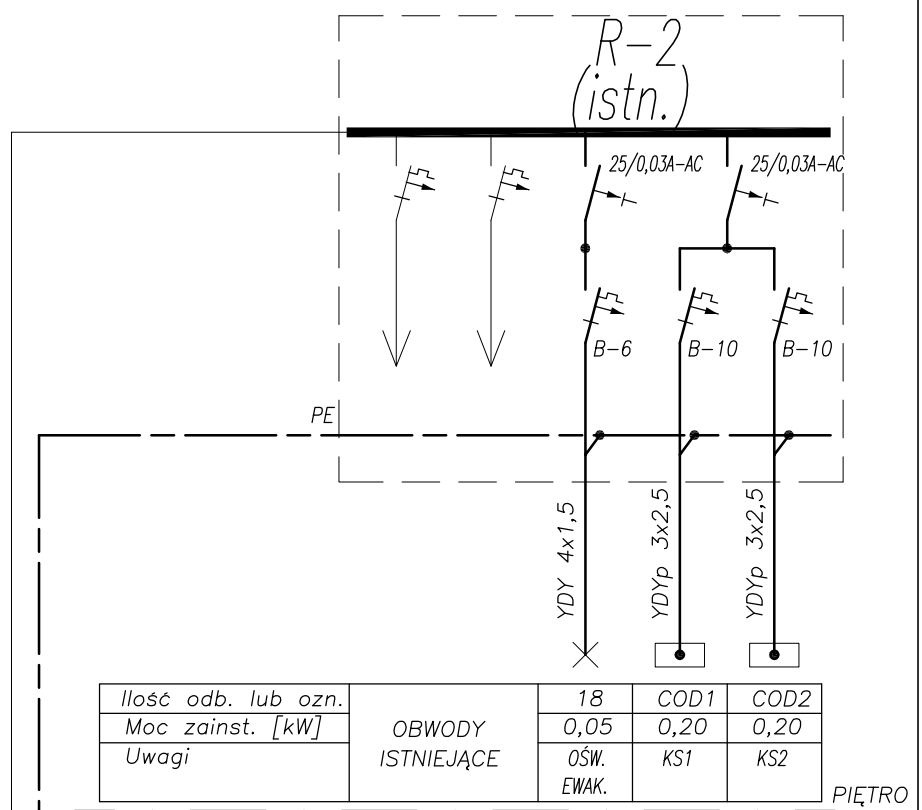 R-2
(istn.)
25/0,03A-AC 25/0,03A-AC
B-6 B-10 B-10
PE
YDY 4x1,5
YDYp 3x2,5
YDYp 3x2,5
Ilość odb. lub ozn. 18 COD1 COD2
Moc zainst. [kW] 0,05 0,20 0,20
OBWODY
ISTNIEJĄCE
Uwagi OŚW. KS1 KS2
EWAK.
PIĘTRO